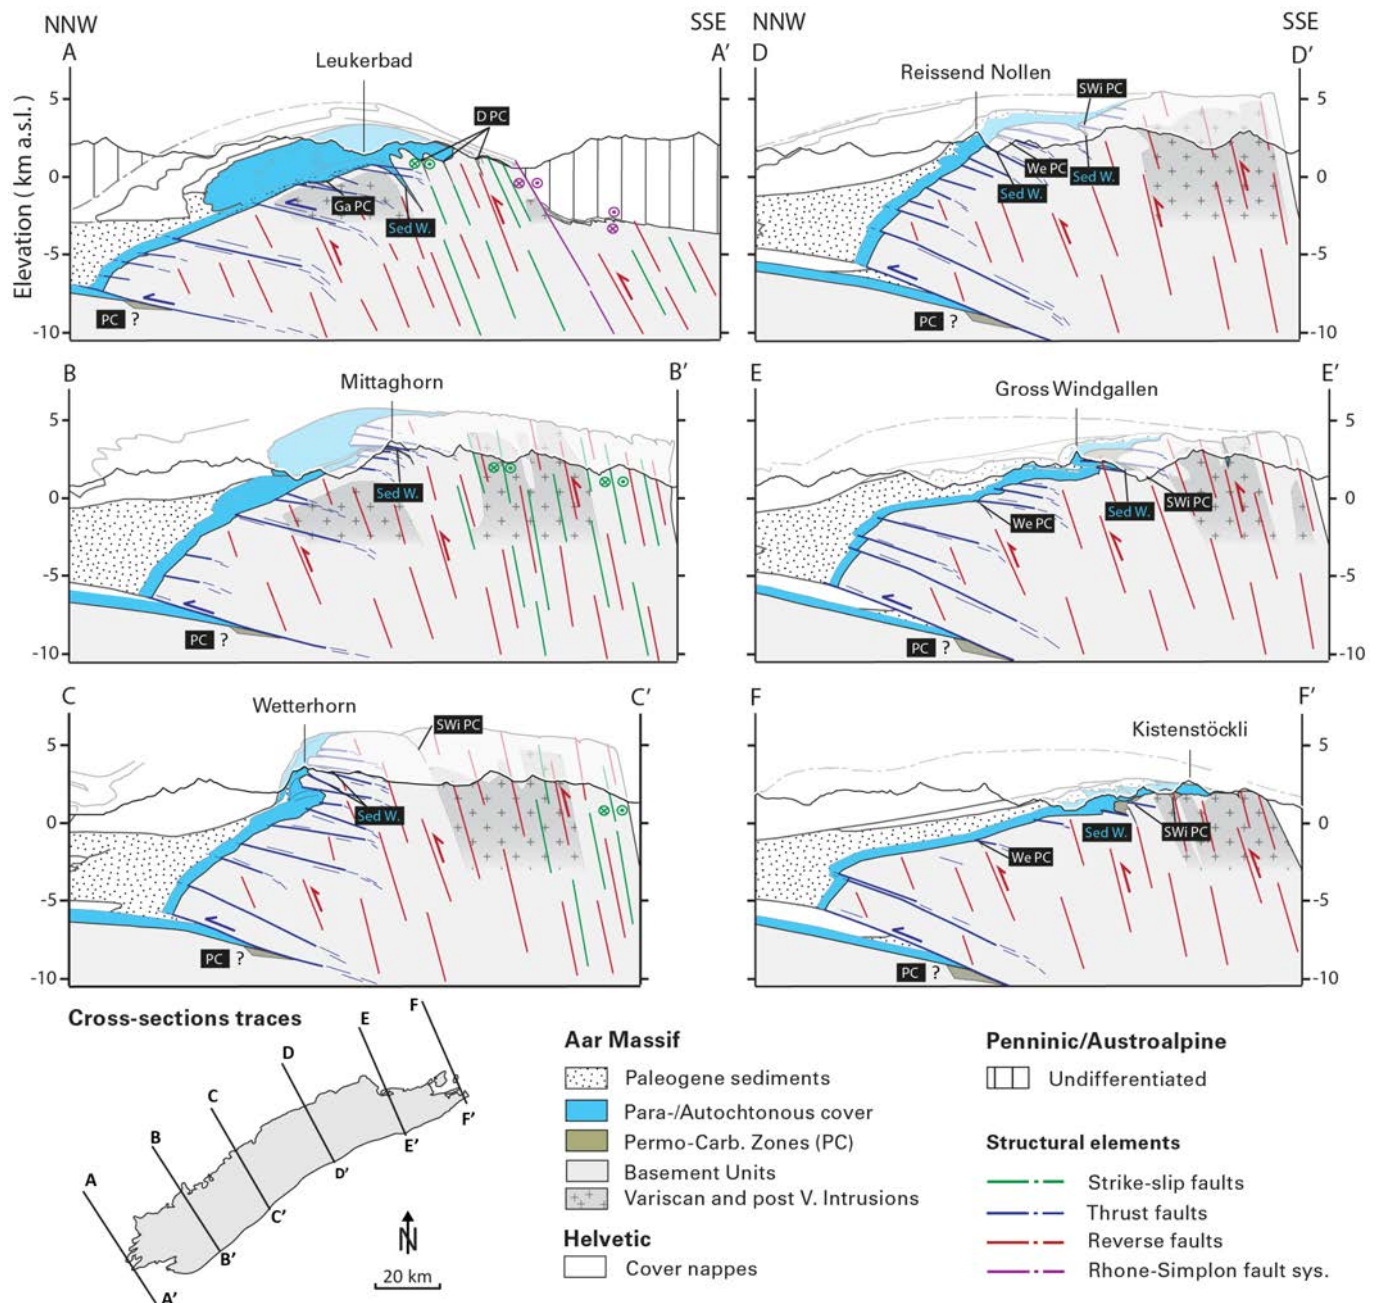 NNW
SSE
A
A'
Leukerbad
Elevation ( km a.s.l.)
5
0
-5
-10
D PC
Ga PC
Sed W.
PC ?
NNW
SSE
D
D'
Reissend Nollen
SWi PC
We PC
Sed W.
Sed W.
PC ?
5
0
-5
-10
B
B'
Mittaghorn
5
0
-5
-10
Sed W.
PC ?
E
E'
Gross Windgallen
We PC
Sed W.
SWi PC
PC ?
5
0
-5
-10
C
C'
Wetterhorn
SWi PC
5
0
-5
-10
Sed W.
PC ?
F
F'
Kistenstöckli
Sed W.
SWi PC
We PC
PC ?
5
0
-5
-10
Cross-sections traces
A
B
C
D
E
F
A'
B'
C'
D'
E'
F'
N
20 km
Aar Massif
Paleogene sediments
Para-/Autochtonous cover
Permo-Carb. Zones (PC)
Basement Units
Variscan and post V. Intrusions
Helvetic
Cover nappes
Penninic/Austroalpine
Undifferentiated
Structural elements
Strike-slip faults
Thrust faults
Reverse faults
Rhone-Simplon fault sys.